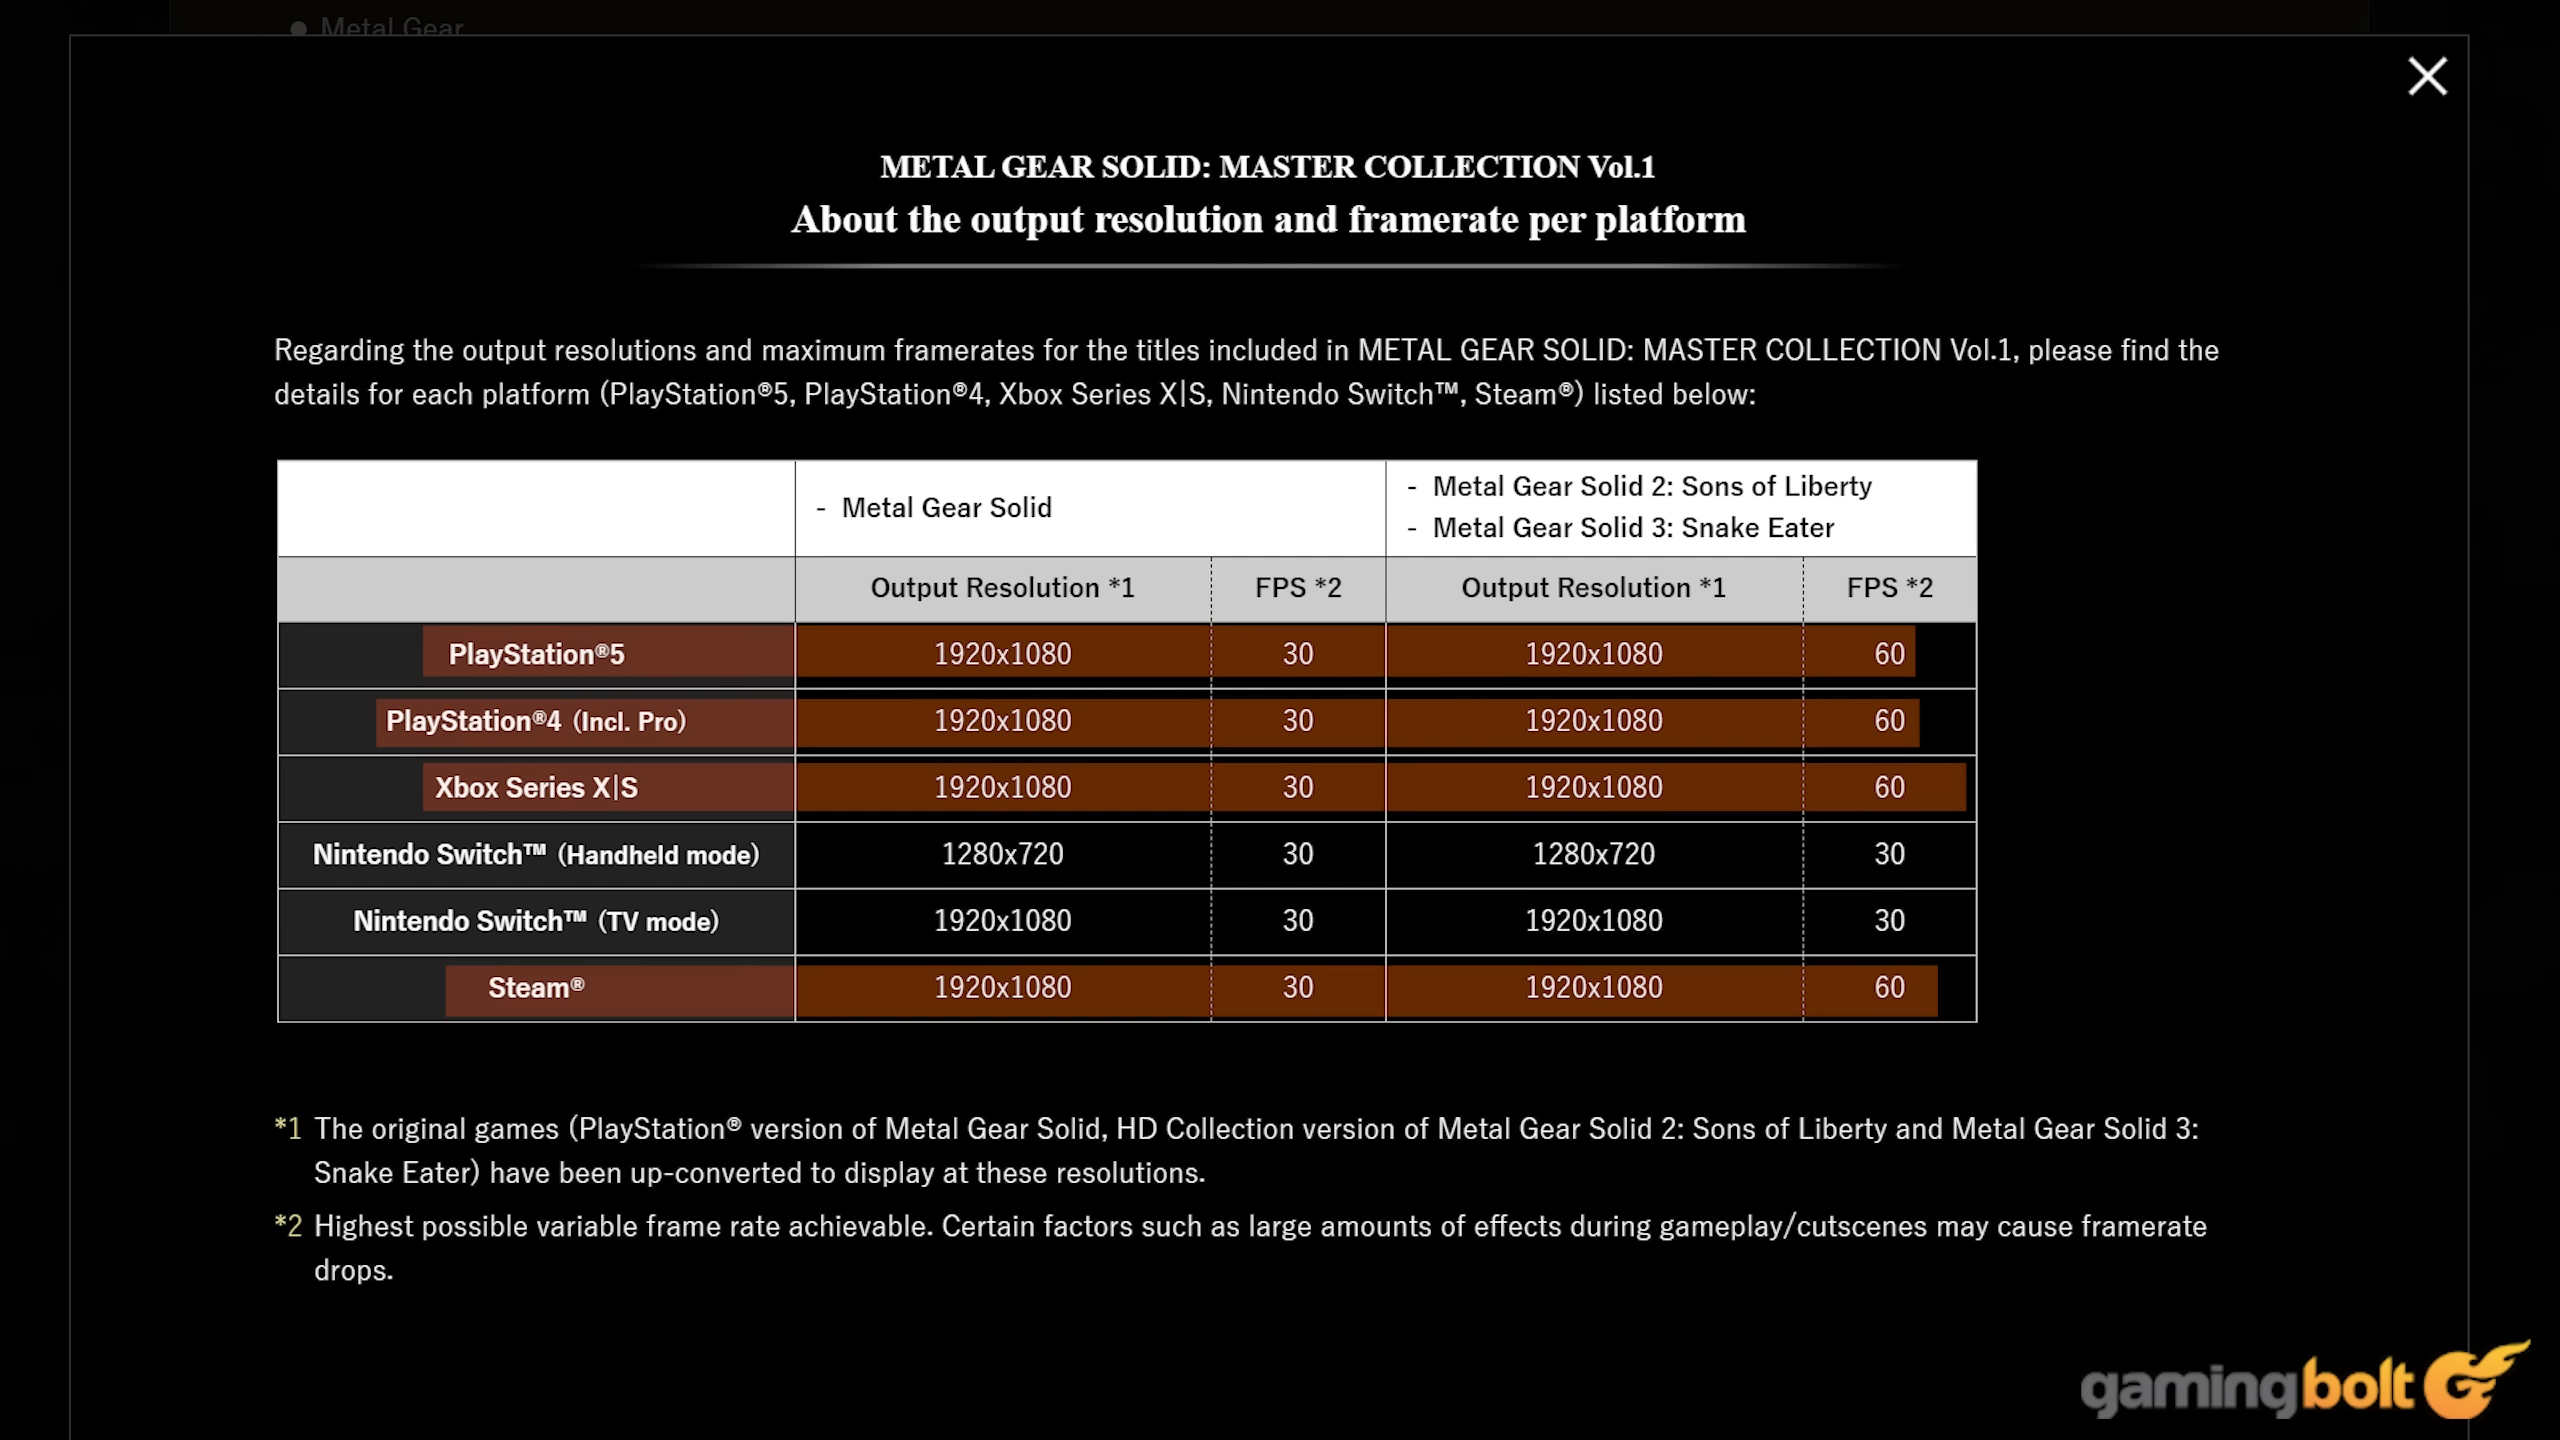 ● Metal Gear
METAL GEAR SOLID: MASTER COLLECTION Vol.1
About the output resolution and framerate per platform
Regarding the output resolutions and maximum framerates for the titles included in METAL GEAR SOLID: MASTER COLLECTION Vol.1, please find the
details for each platform (PlayStation®5, PlayStation®4, Xbox Series X|S, Nintendo Switch™, Steam®) listed below:
- Metal Gear Solid
- Metal Gear Solid 2: Sons of Liberty
- Metal Gear Solid 3: Snake Eater
Output Resolution *1 FPS *2 Output Resolution *1 FPS *2
PlayStation®5 1920x1080 30 1920x1080 60
PlayStation®4 (Incl. Pro) 1920x1080 30 1920x1080 60
Xbox Series X|S 1920x1080 30 1920x1080 60
Nintendo Switch™ (Handheld mode) 1280x720 30 1280x720 30
Nintendo Switch™ (TV mode) 1920x1080 30 1920x1080 30
Steam® 1920x1080 30 1920x1080 60
*1 The original games (PlayStation® version of Metal Gear Solid, HD Collection version of Metal Gear Solid 2: Sons of Liberty and Metal Gear Solid 3:
Snake Eater) have been up-converted to display at these resolutions.
*2 Highest possible variable frame rate achievable. Certain factors such as large amounts of effects during gameplay/cutscenes may cause framerate
drops.
gamingbolt